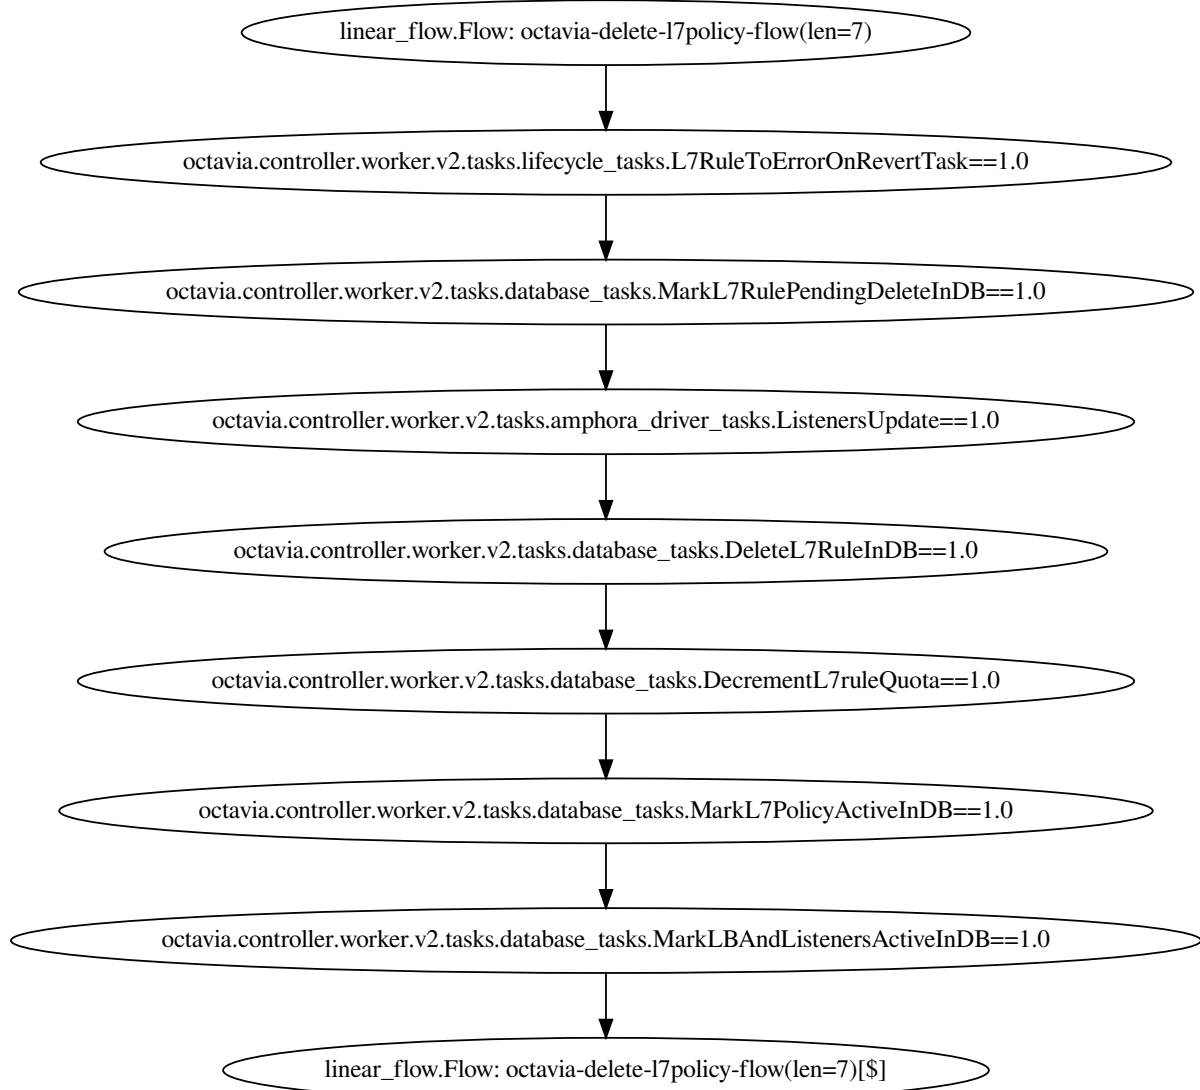 linear_flow.Flow: octavia-delete-l7policy-flow(len=7)
octavia.controller.worker.v2.tasks.lifecycle_tasks.L7RuleToErrorOnRevertTask==1.0
octavia.controller.worker.v2.tasks.database_tasks.MarkL7RulePendingDeleteInDB==1.0
octavia.controller.worker.v2.tasks.amphora_driver_tasks.ListenersUpdate==1.0
octavia.controller.worker.v2.tasks.database_tasks.DeleteL7RuleInDB==1.0
octavia.controller.worker.v2.tasks.database_tasks.DecrementL7ruleQuota==1.0
octavia.controller.worker.v2.tasks.database_tasks.MarkL7PolicyActiveInDB==1.0
octavia.controller.worker.v2.tasks.database_tasks.MarkLBAndListenersActiveInDB==1.0
linear_flow.Flow: octavia-delete-l7policy-flow(len=7)[$]